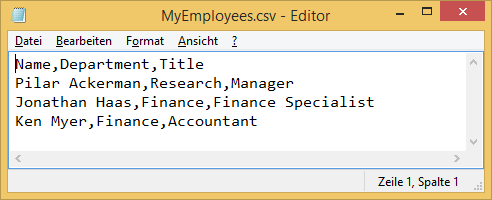 MyEmployees.csv - Editor
Datei Bearbeiten Format Ansicht ?
Name,Department,Title
Pilar Ackerman,Research,Manager
Jonathan Haas,Finance,Finance Specialist
Ken Myer,Finance,Accountant
Zeile 1, Spalte 1